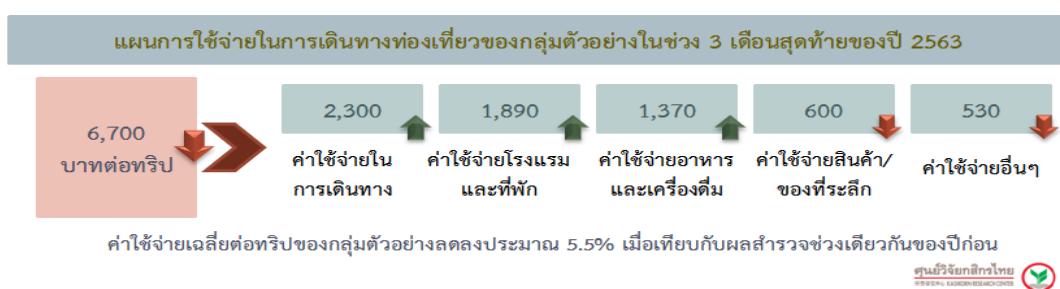 แผนการใช้จ่ายในการเดินทางท่องเที่ยวของกลุ่มตัวอย่างในช่วง 3 เดือนสุดท้ายของปี 2563
6,700
บาทต่อทริป
2,300
ค่าใช้จ่ายใน
การเดินทาง
1,890
ค่าใช้จ่ายโรงแรม
และที่พัก
1,370
ค่าใช้จ่ายอาหาร
และเครื่องดื่ม
600
ค่าใช้จ่ายสินค้า/
ของที่ระลึก
530
ค่าใช้จ่ายอื่นๆ
ค่าใช้จ่ายเฉลี่ยต่อทริปของกลุ่มตัวอย่างลดลงประมาณ 5.5% เมื่อเทียบกับผลสำรวจช่วงเดียวกันของปีก่อน
ศูนย์วิจัยกสิกรไทย
KASIKORN RESEARCH CENTER